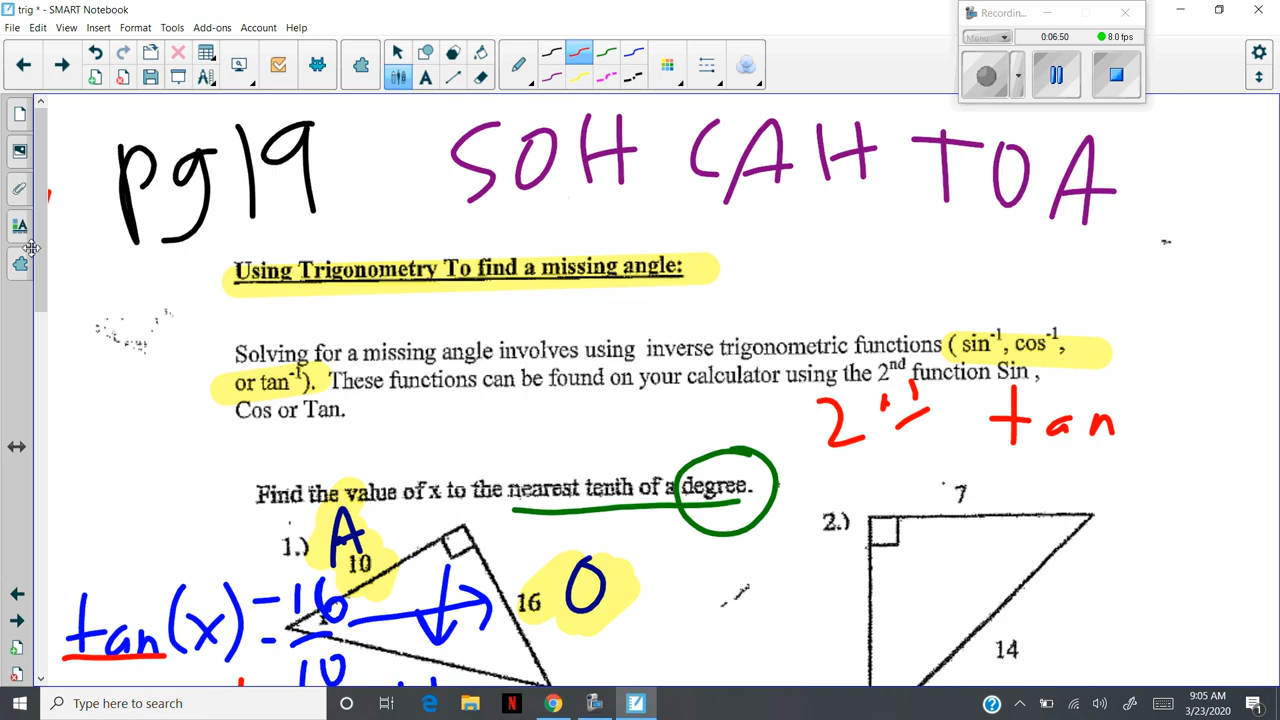 trig * - SMART Notebook
File Edit View Insert Format Tools Add-ons Account Help
Recordin...
Menu
0:06:50
8.0 fps
pg 19
SOH CAH TOA
Using Trigonometry To find a missing angle:
Solving for a missing angle involves using inverse trigonometric functions ( sin⁻¹, cos⁻¹,
or tan⁻¹). These functions can be found on your calculator using the 2nd function Sin ,
Cos or Tan.
tan
Find the value of x to the nearest tenth of a degree.
1.)
A
10
16
O
tan(x) = 16
10
2.)
7
14
Type here to search
9:05 AM
3/23/2020